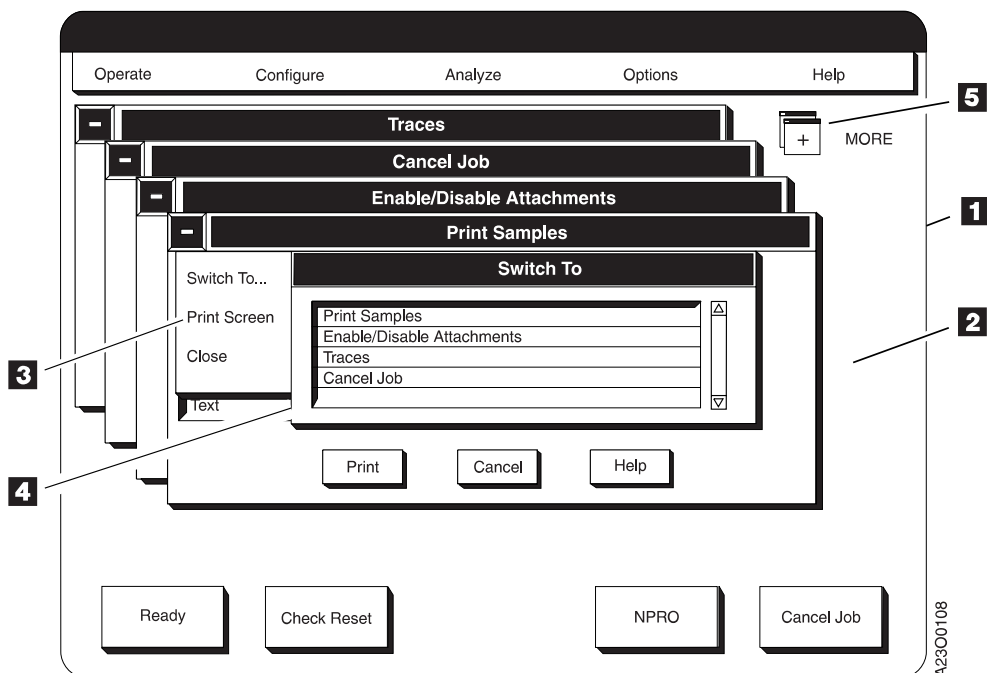 Operate Configure Analyze Options Help
5
Traces
+ MORE
Cancel Job
Enable/Disable Attachments
1
Print Samples
Switch To
Switch To...
Print Screen
Close
Text
Print Samples
Enable/Disable Attachments
Traces
Cancel Job
2
3
4
Print Cancel Help
Ready Check Reset NPRO Cancel Job
A23O0108